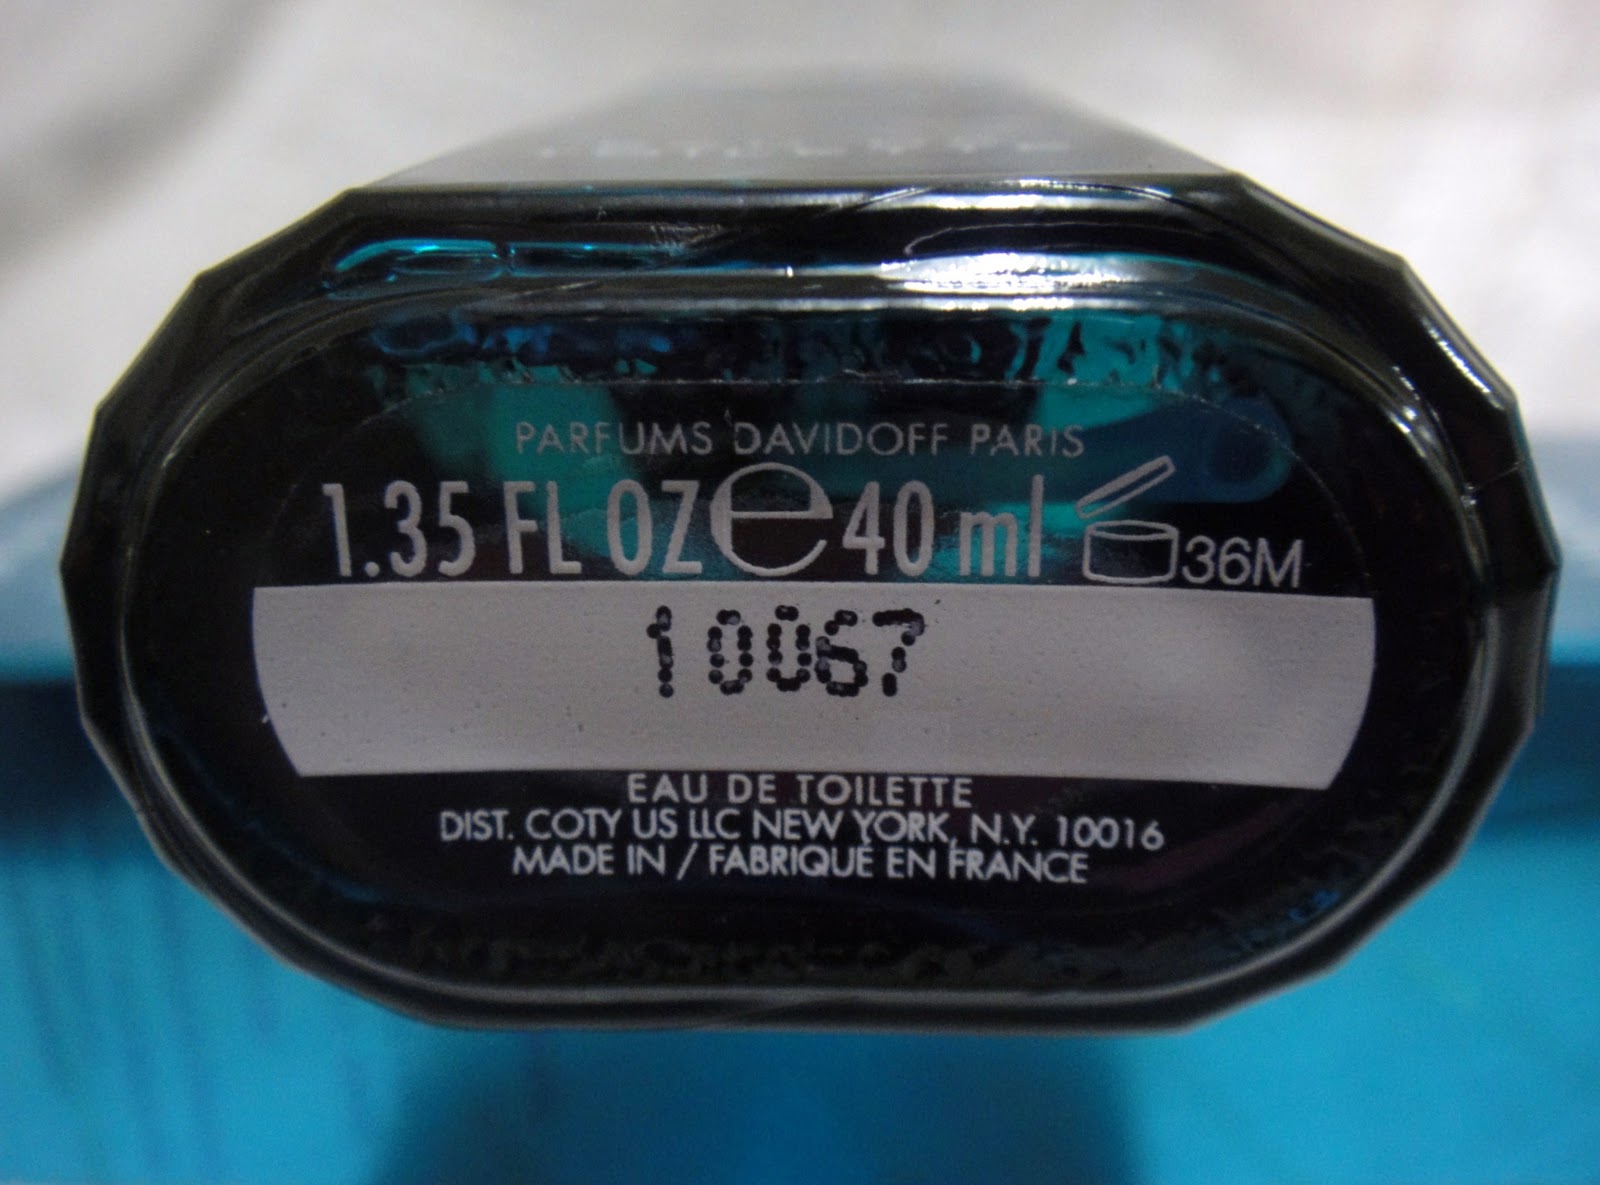 PARFUMS DAVIDOFF PARIS
1.35 FL OZ e 40 ml 36M
10067
EAU DE TOILETTE
DIST. COTY US LLC NEW YORK, N.Y. 10016
MADE IN / FABRIQUÉ EN FRANCE